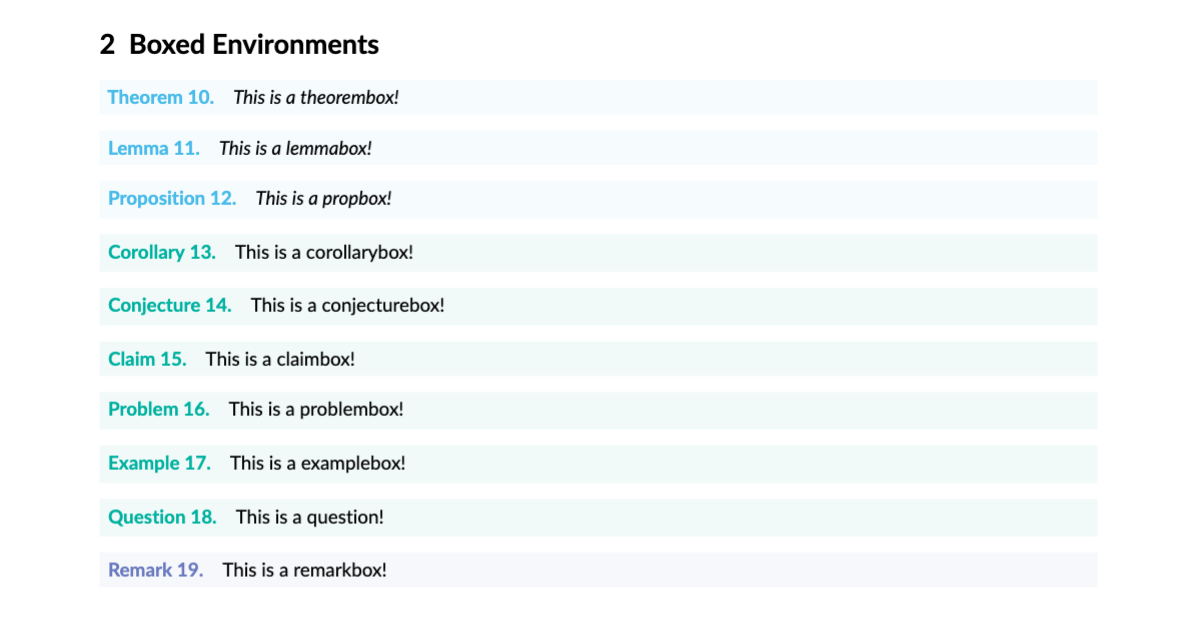 2 Boxed Environments
Theorem 10. This is a theorembox!
Lemma 11. This is a lemmabox!
Proposition 12. This is a propbox!
Corollary 13. This is a corollarybox!
Conjecture 14. This is a conjecturebox!
Claim 15. This is a claimbox!
Problem 16. This is a problembox!
Example 17. This is a examplebox!
Question 18. This is a question!
Remark 19. This is a remarkbox!